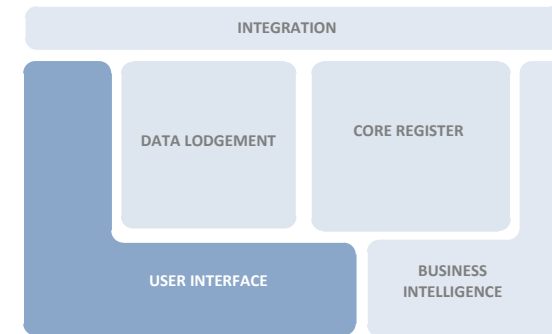 INTEGRATION
DATA LODGEMENT
CORE REGISTER
USER INTERFACE
BUSINESS
INTELLIGENCE